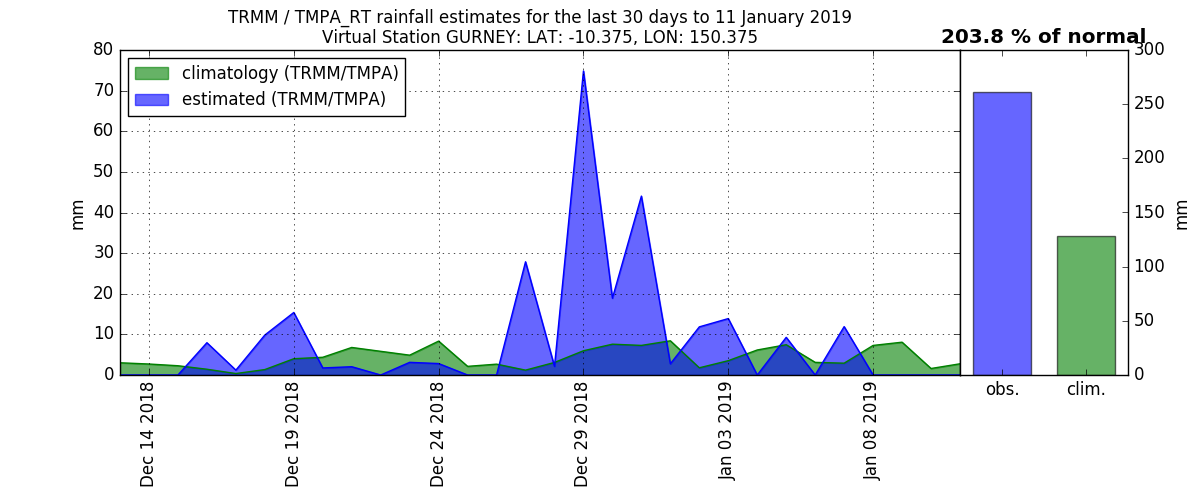 TRMM / TMPA_RT rainfall estimates for the last 30 days to 11 January 2019
Virtual Station GURNEY: LAT: -10.375, LON: 150.375
203.8 % of normal
climatology (TRMM/TMPA)
estimated (TRMM/TMPA)
80
70
60
50
40
30
20
10
0
mm
Dec 14 2018
Dec 19 2018
Dec 24 2018
Dec 29 2018
Jan 03 2019
Jan 08 2019
300
250
200
150
100
50
0
mm
obs.
clim.